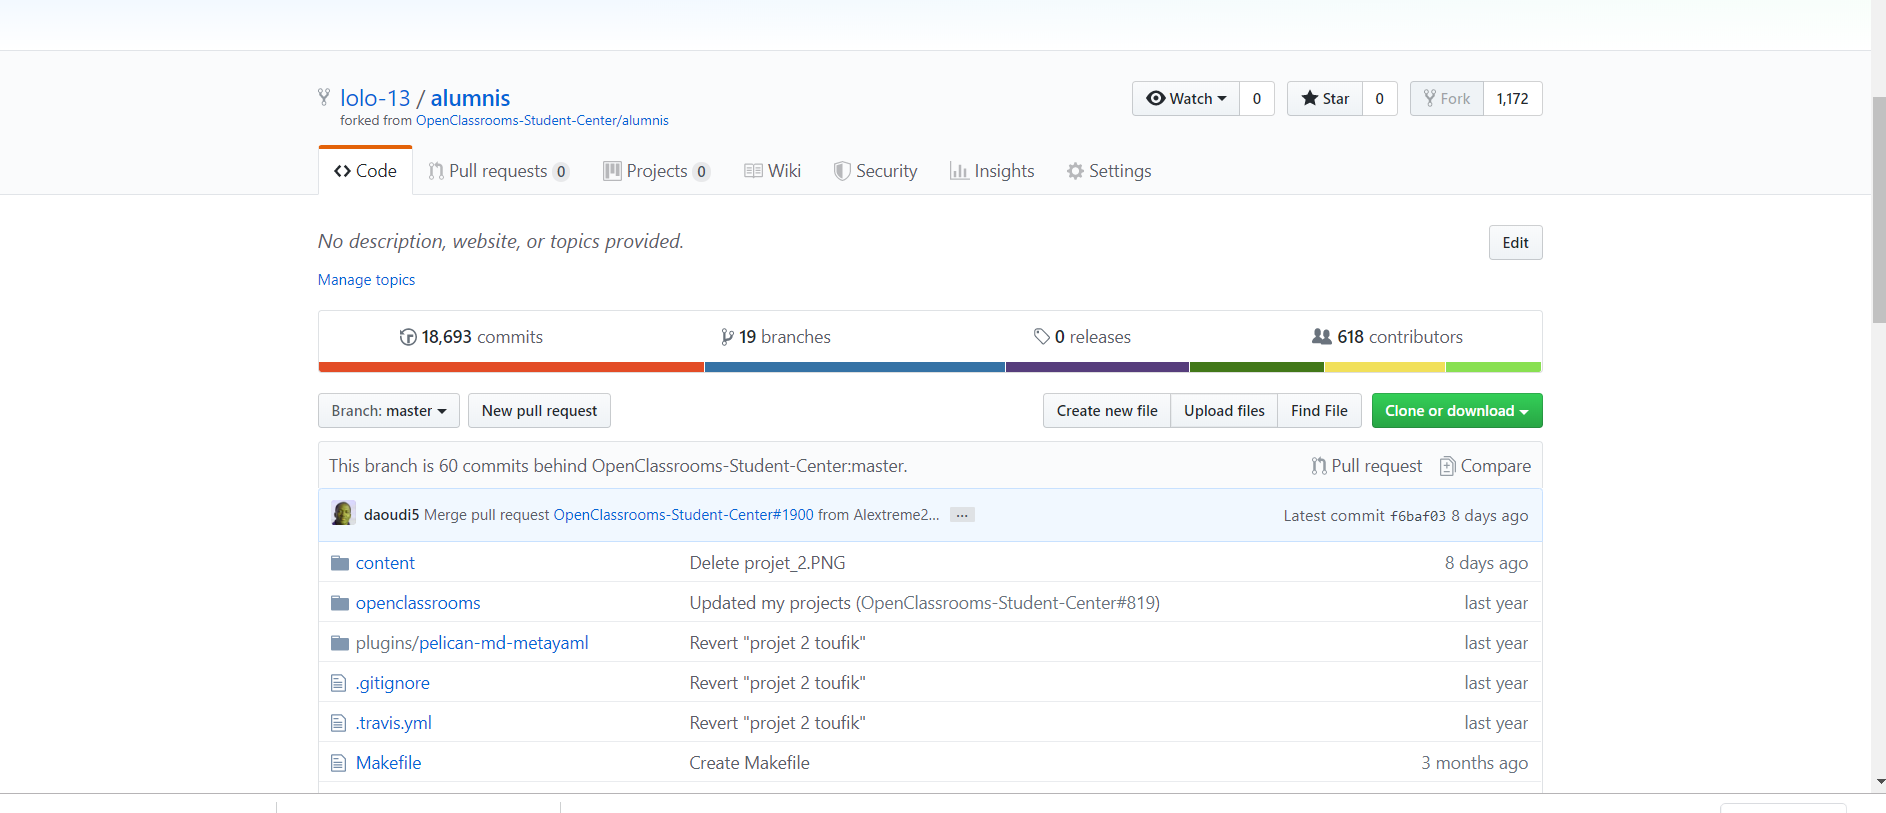 lolo-13 / alumnis
Watch 0 Star 0 Fork 1,172
forked from OpenClassrooms-Student-Center/alumnis
Code Pull requests 0 Projects 0 Wiki Security Insights Settings
No description, website, or topics provided.
Edit
Manage topics
18,693 commits 19 branches 0 releases 618 contributors
Branch: master New pull request Create new file Upload files Find File Clone or download
This branch is 60 commits behind OpenClassrooms-Student-Center:master. Pull request Compare
daoudi5 Merge pull request OpenClassrooms-Student-Center#1900 from Alextreme2... ... Latest commit f6baf03 8 days ago
content Delete projet_2.PNG 8 days ago
openclassrooms Updated my projects (OpenClassrooms-Student-Center#819) last year
plugins/pelican-md-metayaml Revert "projet 2 toufik" last year
.gitignore Revert "projet 2 toufik" last year
.travis.yml Revert "projet 2 toufik" last year
Makefile Create Makefile 3 months ago